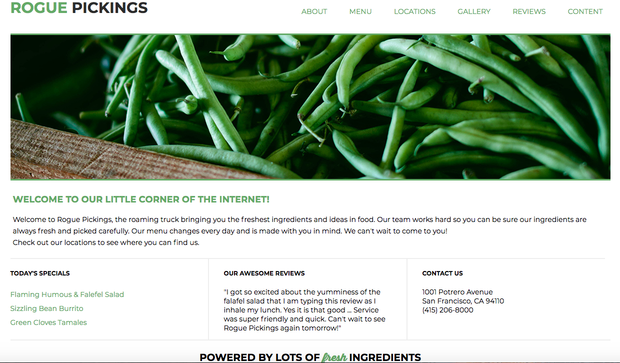 ROGUE PICKINGS
ABOUT MENU LOCATIONS GALLERY REVIEWS CONTENT
WELCOME TO OUR LITTLE CORNER OF THE INTERNET!
Welcome to Rogue Pickings, the roaming truck bringing you the freshest ingredients and ideas in food. Our team works hard so you can be sure our ingredients are
always fresh and picked carefully. Our menu changes every day and is made with you in mind. We can't wait to come to you!
Check out our locations to see where you can find us.
TODAY'S SPECIALS
Flaming Humous & Falefel Salad
Sizzling Bean Burrito
Green Cloves Tamales
OUR AWESOME REVIEWS
"I got so excited about the yumminess of the
falafel salad that I am typing this review as I
inhale my lunch. Yes it is that good ... Service
was super friendly and quick. Can't wait to see
Rogue Pickings again tomorrow!"
CONTACT US
1001 Potrero Avenue
San Francisco, CA 94110
(415) 206-8000
POWERED BY LOTS OF fresh INGREDIENTS